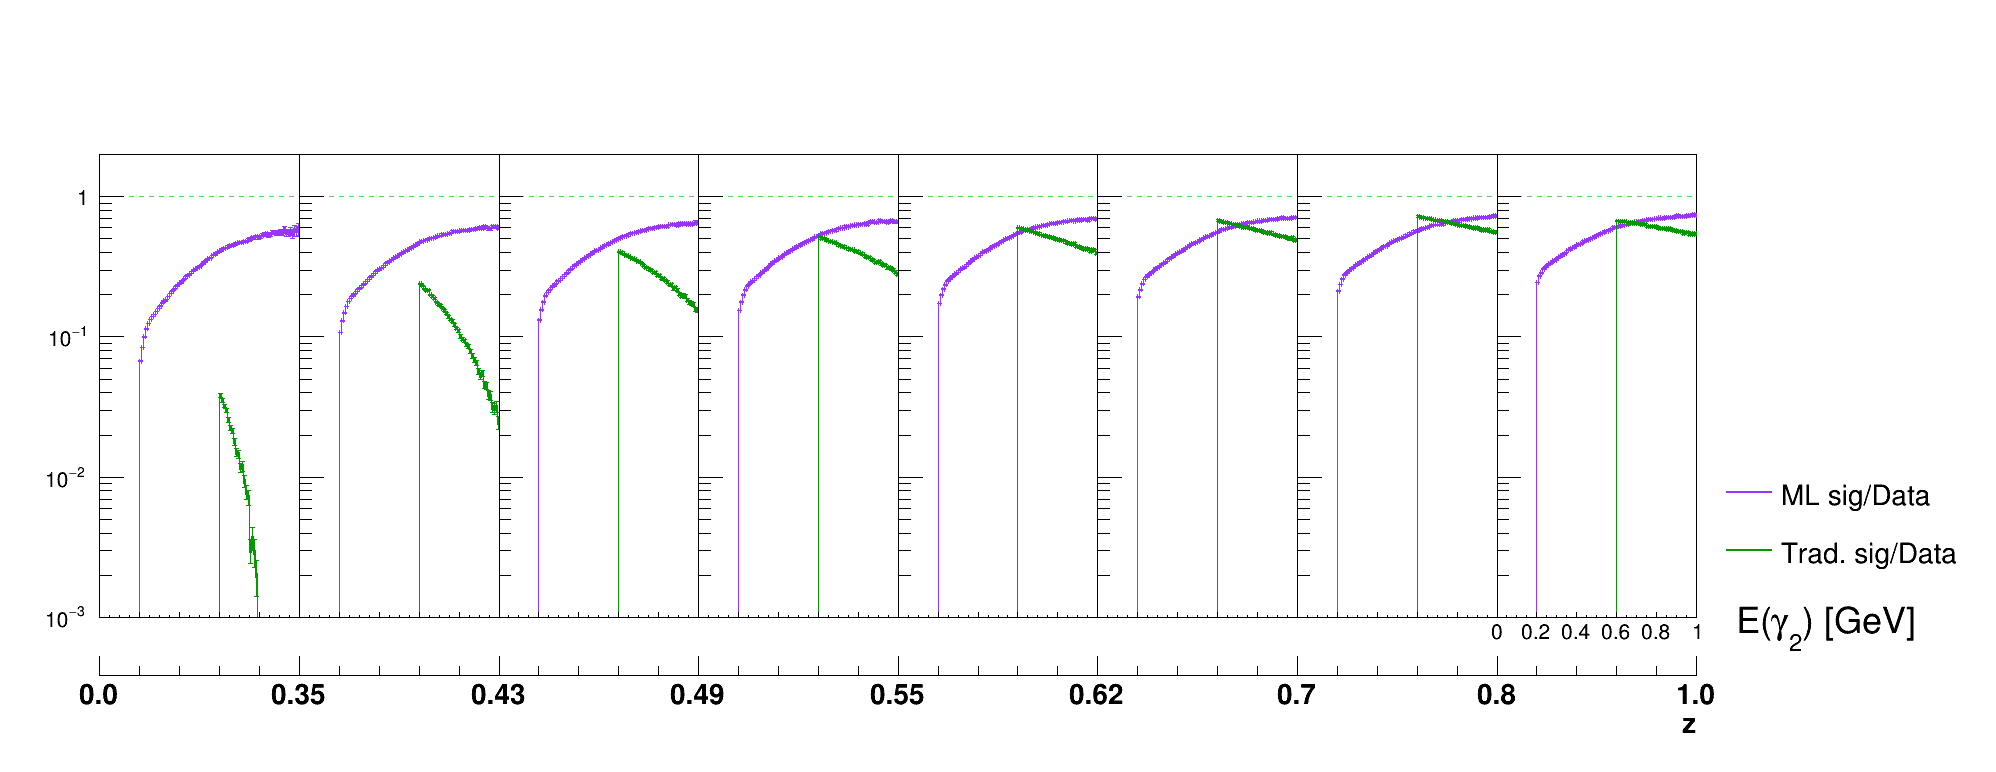 1
10⁻¹
10⁻²
10⁻³
ML sig/Data
Trad. sig/Data
E(γ₂) [GeV]
0 0.2 0.4 0.6 0.8 1
0.0 0.35 0.43 0.49 0.55 0.62 0.7 0.8 1.0
z